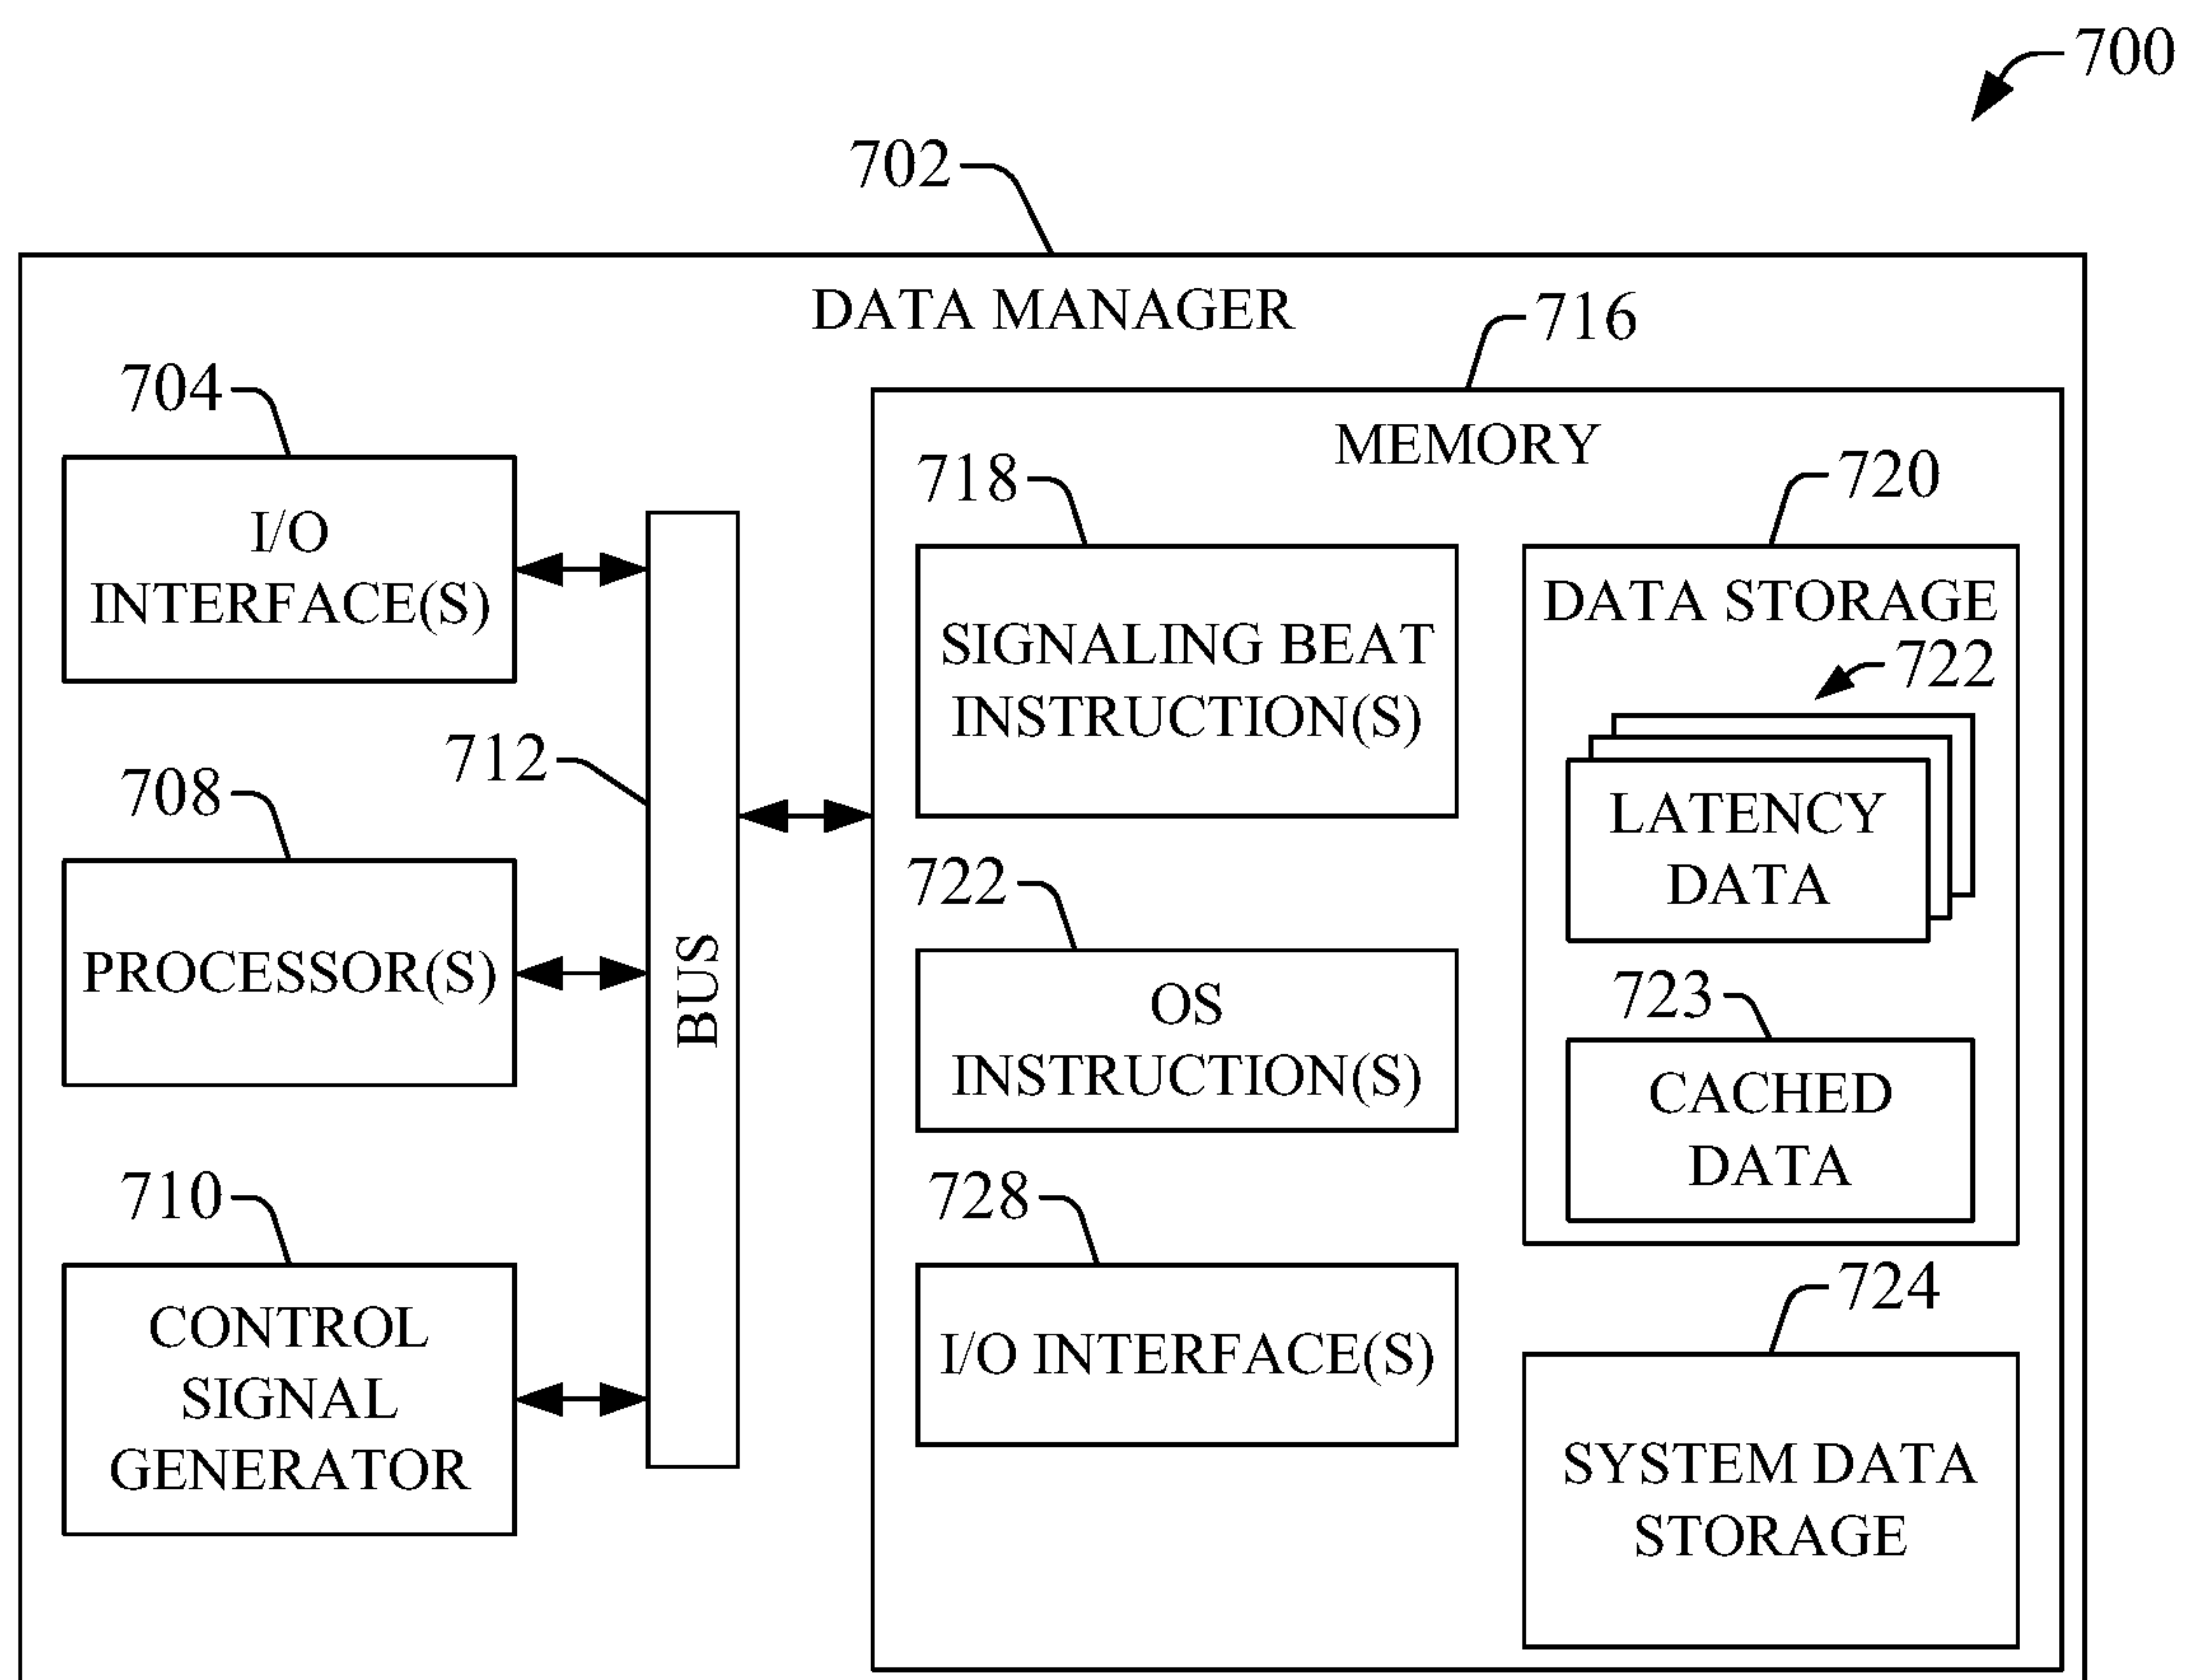 700
702
DATA MANAGER
716
704
MEMORY
I/O
INTERFACE(S)
718
SIGNALING BEAT
INSTRUCTION(S)
720
DATA STORAGE
722
LATENCY
DATA
712
BUS
708
PROCESSOR(S)
722
OS
INSTRUCTION(S)
723
CACHED
DATA
710
CONTROL
SIGNAL
GENERATOR
728
I/O INTERFACE(S)
724
SYSTEM DATA
STORAGE